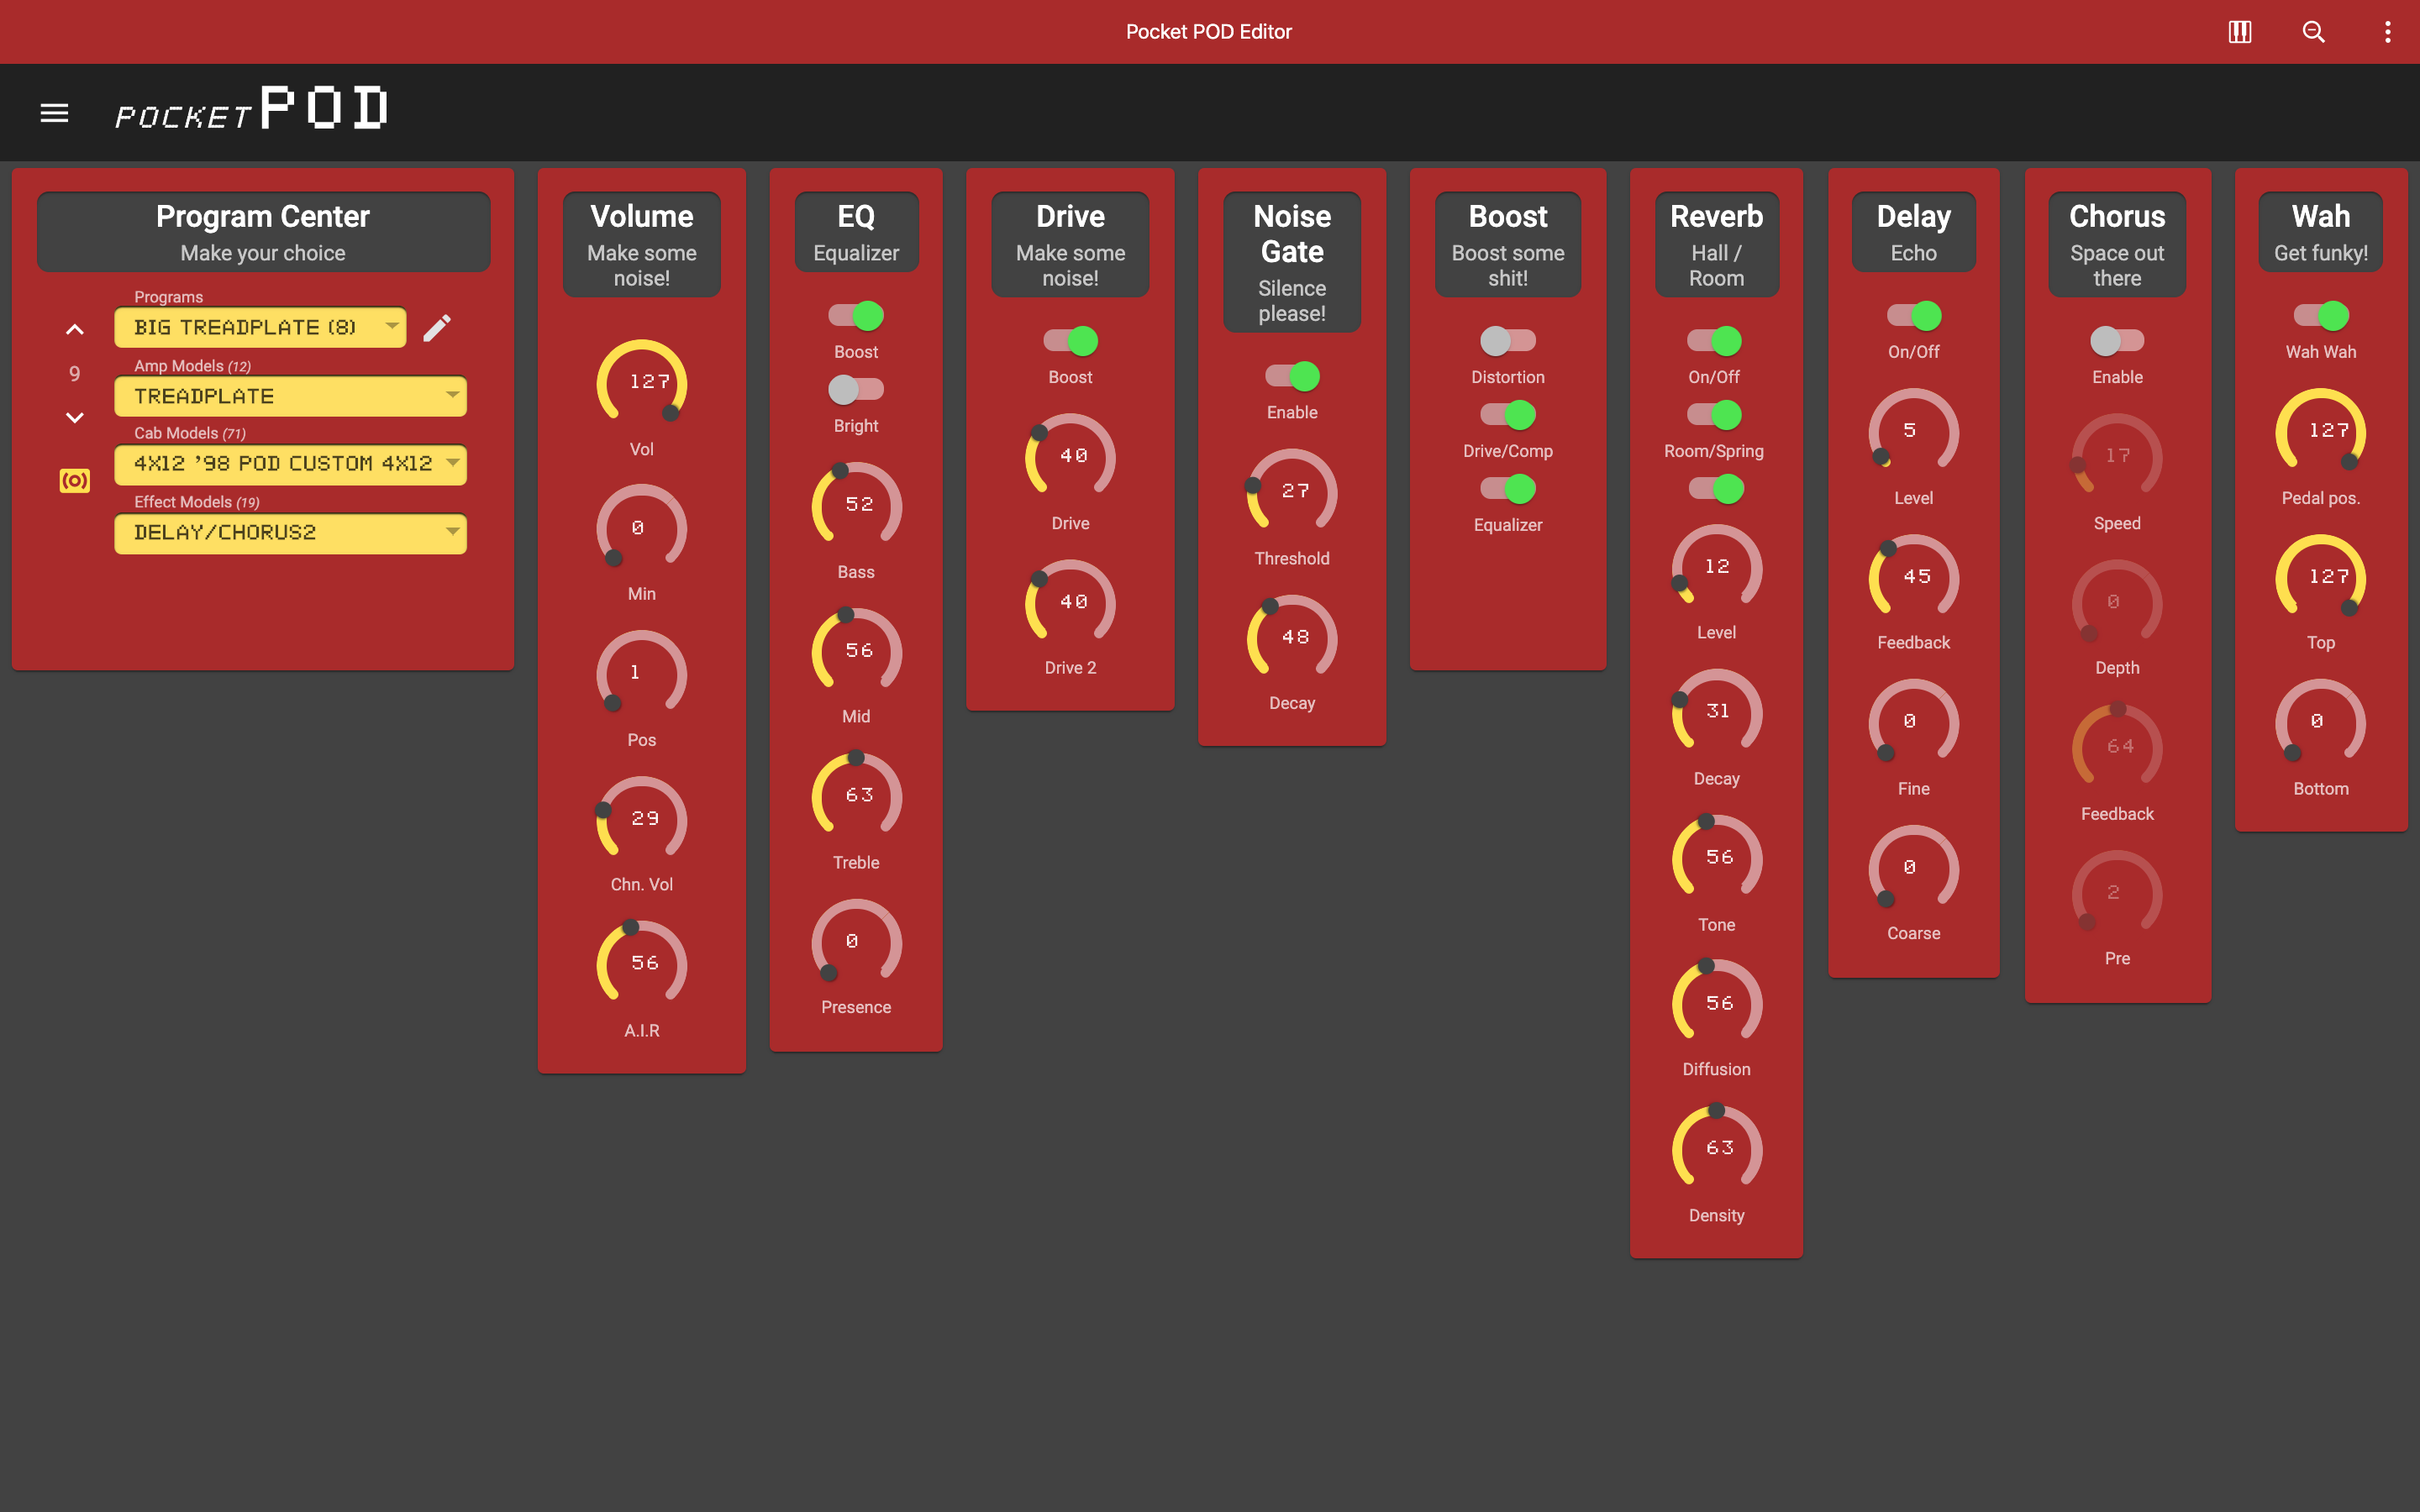 Pocket POD Editor
POCKET POD
Program Center
Make your choice
Programs
BIG TREADPLATE (8)
9
Amp Models (12)
TREADPLATE
Cab Models (71)
4X12 '98 POD CUSTOM 4X12
Effect Models (19)
DELAY/CHORUS2
Volume
Make some
noise!
127
Vol
0
Min
1
Pos
29
Chn. Vol
56
A.I.R
EQ
Equalizer
Boost
Bright
52
Bass
56
Mid
63
Treble
0
Presence
Drive
Make some
noise!
Boost
40
Drive
40
Drive 2
Noise
Gate
Silence
please!
Enable
27
Threshold
48
Decay
Boost
Boost some
shit!
Distortion
Drive/Comp
Equalizer
Reverb
Hall /
Room
On/Off
Room/Spring
12
Level
31
Decay
56
Tone
56
Diffusion
63
Density
Delay
Echo
On/Off
5
Level
45
Feedback
0
Fine
0
Coarse
Chorus
Space out
there
Enable
17
Speed
0
Depth
64
Feedback
2
Pre
Wah
Get funky!
Wah Wah
127
Pedal pos.
127
Top
0
Bottom